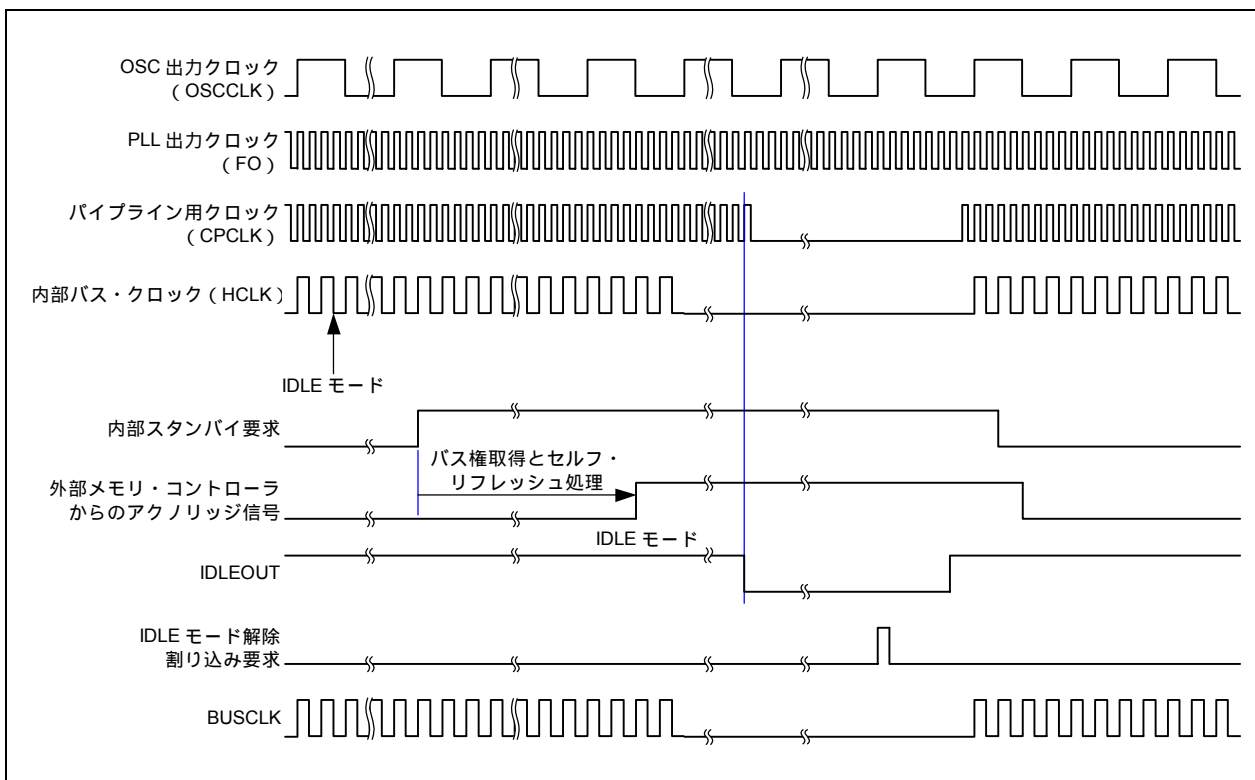 OSC 出力クロック
（OSCCLK）
PLL 出力クロック
（FO）
パイプライン用クロック
（CPCLK）
内部バス・クロック（HCLK）
IDLE モード
内部スタンバイ要求
バス権取得とセルフ・
リフレッシュ処理
外部メモリ・コントローラ
からのアクノリッジ信号
IDLE モード
IDLEOUT
IDLE モード解除
割り込み要求
BUSCLK